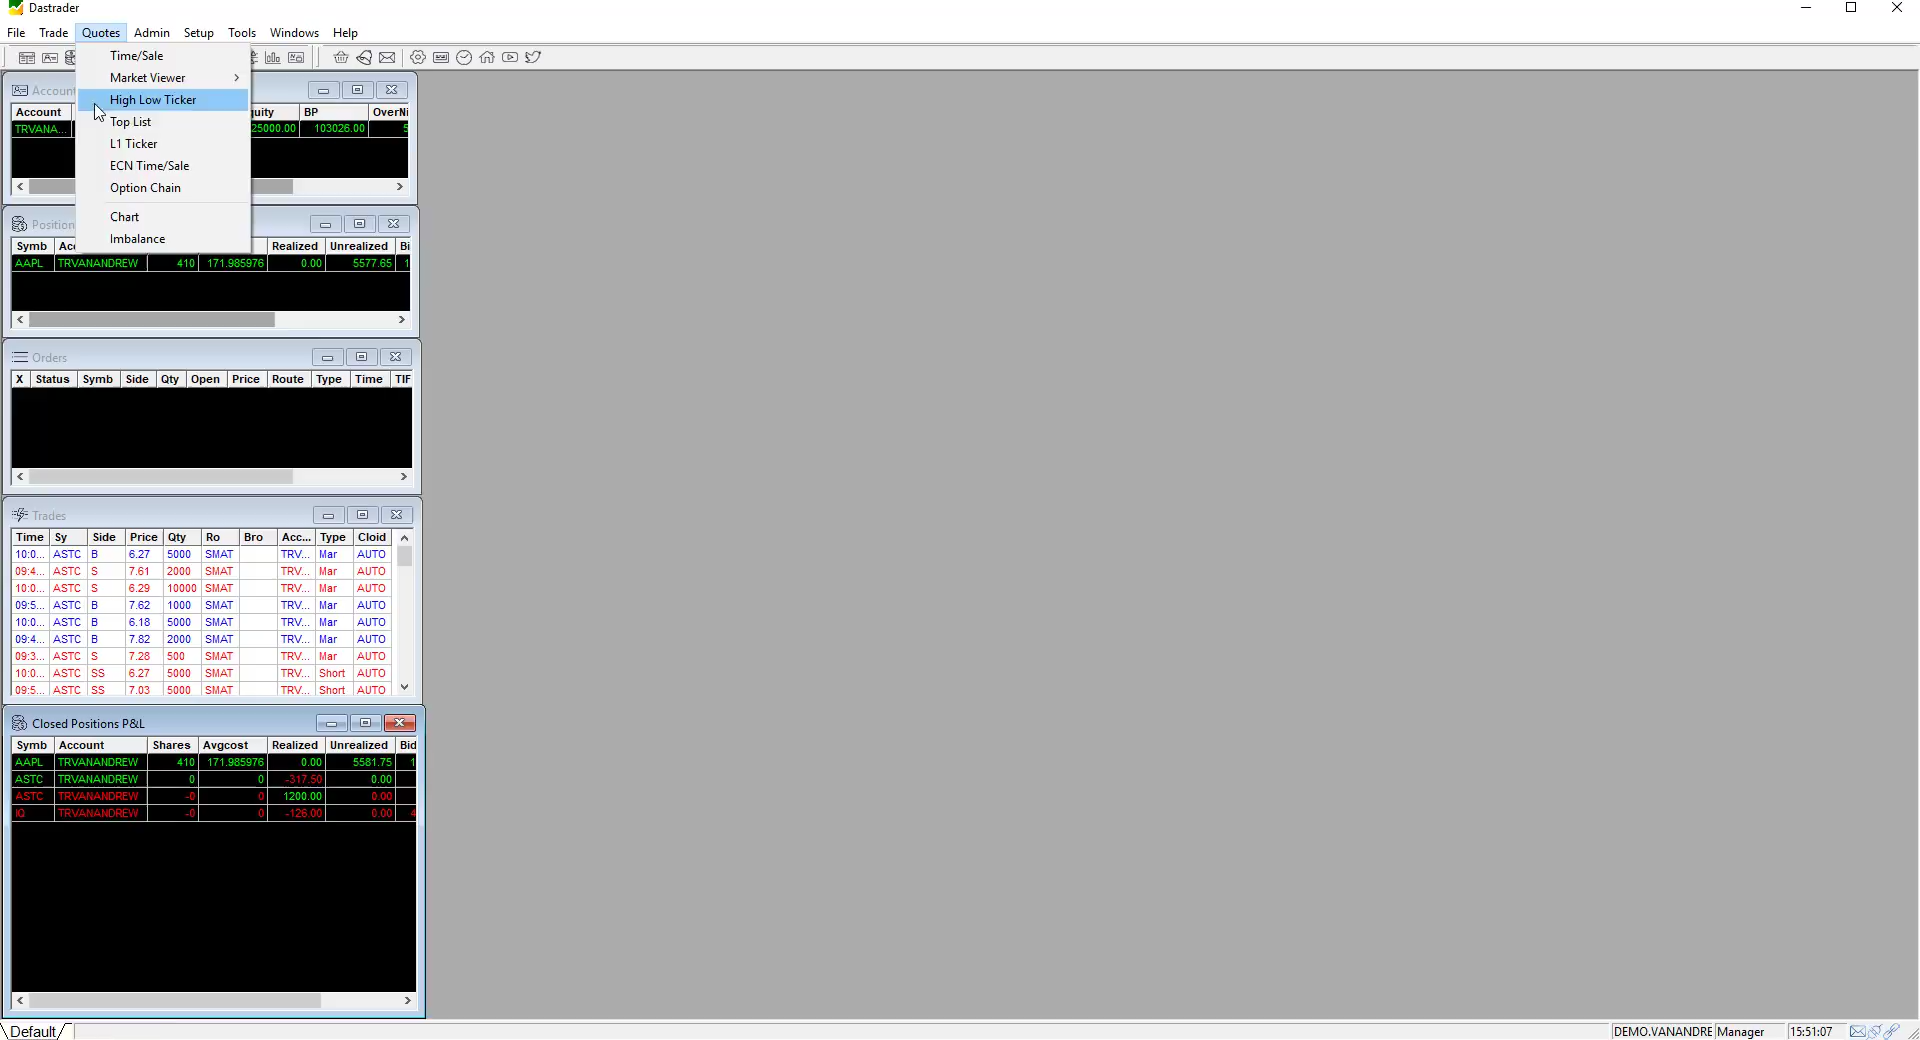 Dastrader
File Trade Quotes Admin Setup Tools Windows Help
Time/Sale
Market Viewer
High Low Ticker
Top List
L1 Ticker
ECN Time/Sale
Option Chain
Chart
Imbalance
Account
Account BP
TRVANA... 25000.00 103026.00
Symb Realized Unrealized
AAPL TRVANANDREW 410 171.985976 0.00 5577.65
Orders
X Status Symb Side Qty Open Price Route Type Time TIF
Trades
Time Sy Side Price Qty Ro Bro Acc... Type Cloid
10:0... ASTC B 6.27 5000 SMAT TRV... Mar AUTO
09:4... ASTC S 7.61 2000 SMAT TRV... Mar AUTO
10:0... ASTC S 6.29 10000 SMAT TRV... Mar AUTO
09:5... ASTC B 7.62 1000 SMAT TRV... Mar AUTO
10:0... ASTC B 6.18 5000 SMAT TRV... Mar AUTO
09:4... ASTC B 7.82 2000 SMAT TRV... Mar AUTO
09:3... ASTC S 7.28 500 SMAT TRV... Mar AUTO
10:0... ASTC SS 6.27 5000 SMAT TRV... Short AUTO
09:5... ASTC SS 7.03 5000 SMAT TRV... Short AUTO
Closed Positions P&L
Symb Account Shares Avgcost Realized Unrealized Bid
AAPL TRVANANDREW 410 171.985976 0.00 5581.75 1
ASTC TRVANANDREW 0 0 -317.50 0.00
ASTC TRVANANDREW -0 0 1200.00 0.00
IQ TRVANANDREW -0 0 -126.00 0.00 4
Default DEMO.VANANDRE Manager 15:51:07